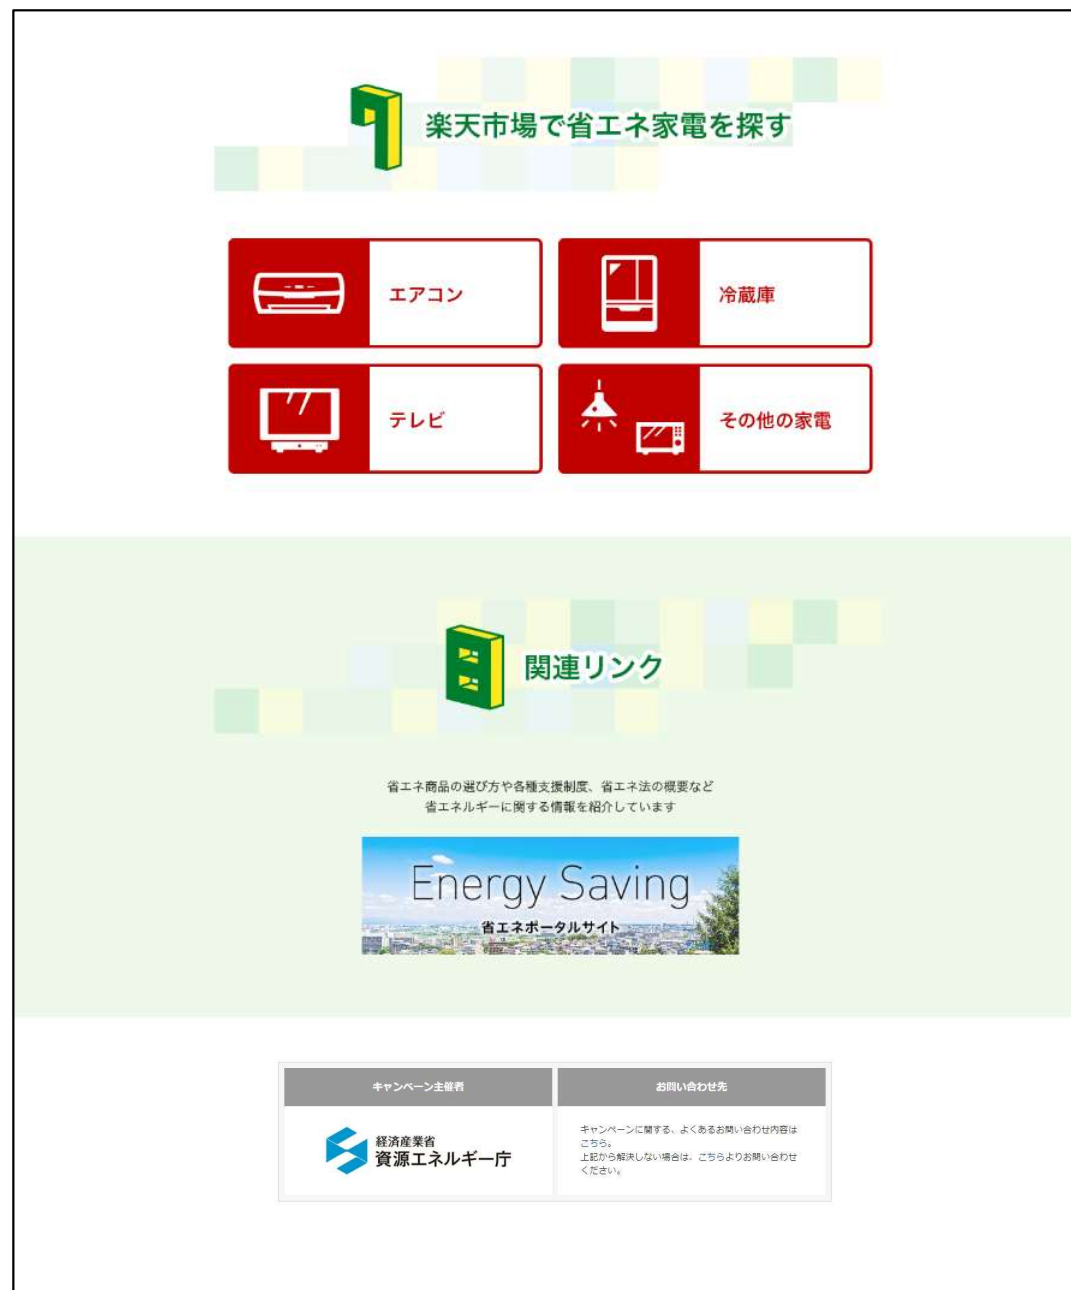 7 楽天市場で省エネ家電を探す
エアコン
冷蔵庫
テレビ
その他の家電
8 関連リンク
省エネ商品の選び方や各種支援制度、省エネ法の概要など
省エネルギーに関する情報を紹介しています
Energy Saving
省エネポータルサイト
キャンペーン主催者
お問い合わせ先
経済産業省
資源エネルギー庁
キャンペーンに関する、よくあるお問い合わせ内容は
こちら。
上記から解決しない場合は、こちらよりお問い合わせ
ください。